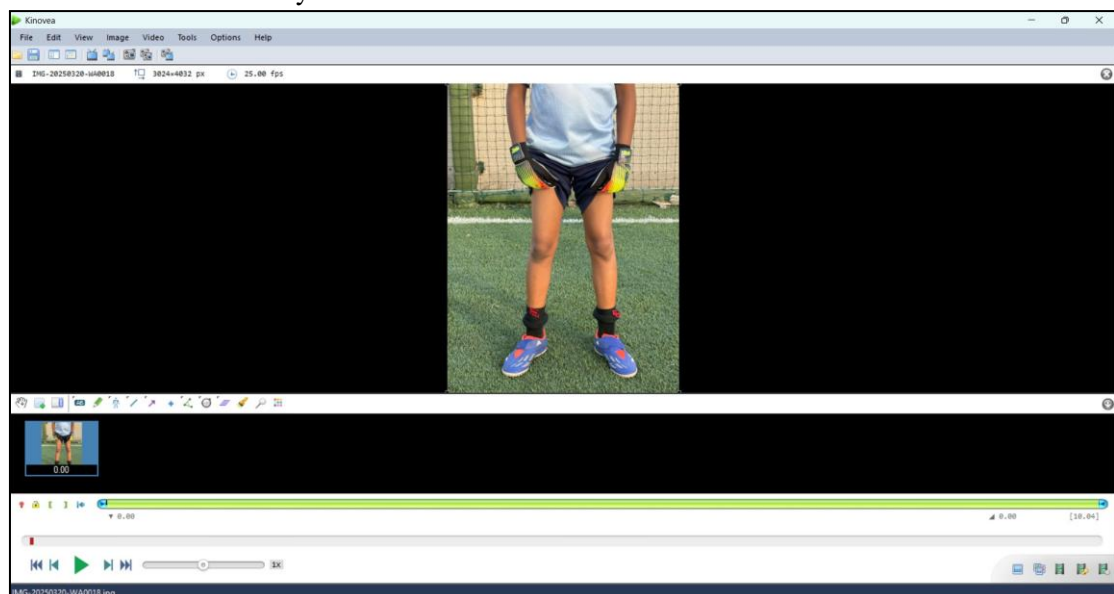 Kinovea
File Edit View Image Video Tools Options Help
IMG-20250320-WA0018 3024×4032 px 25.00 fps
0.00
▼ 0.00 0.00 [10.04]
1X
IMG-20250320-WA0018.jpg